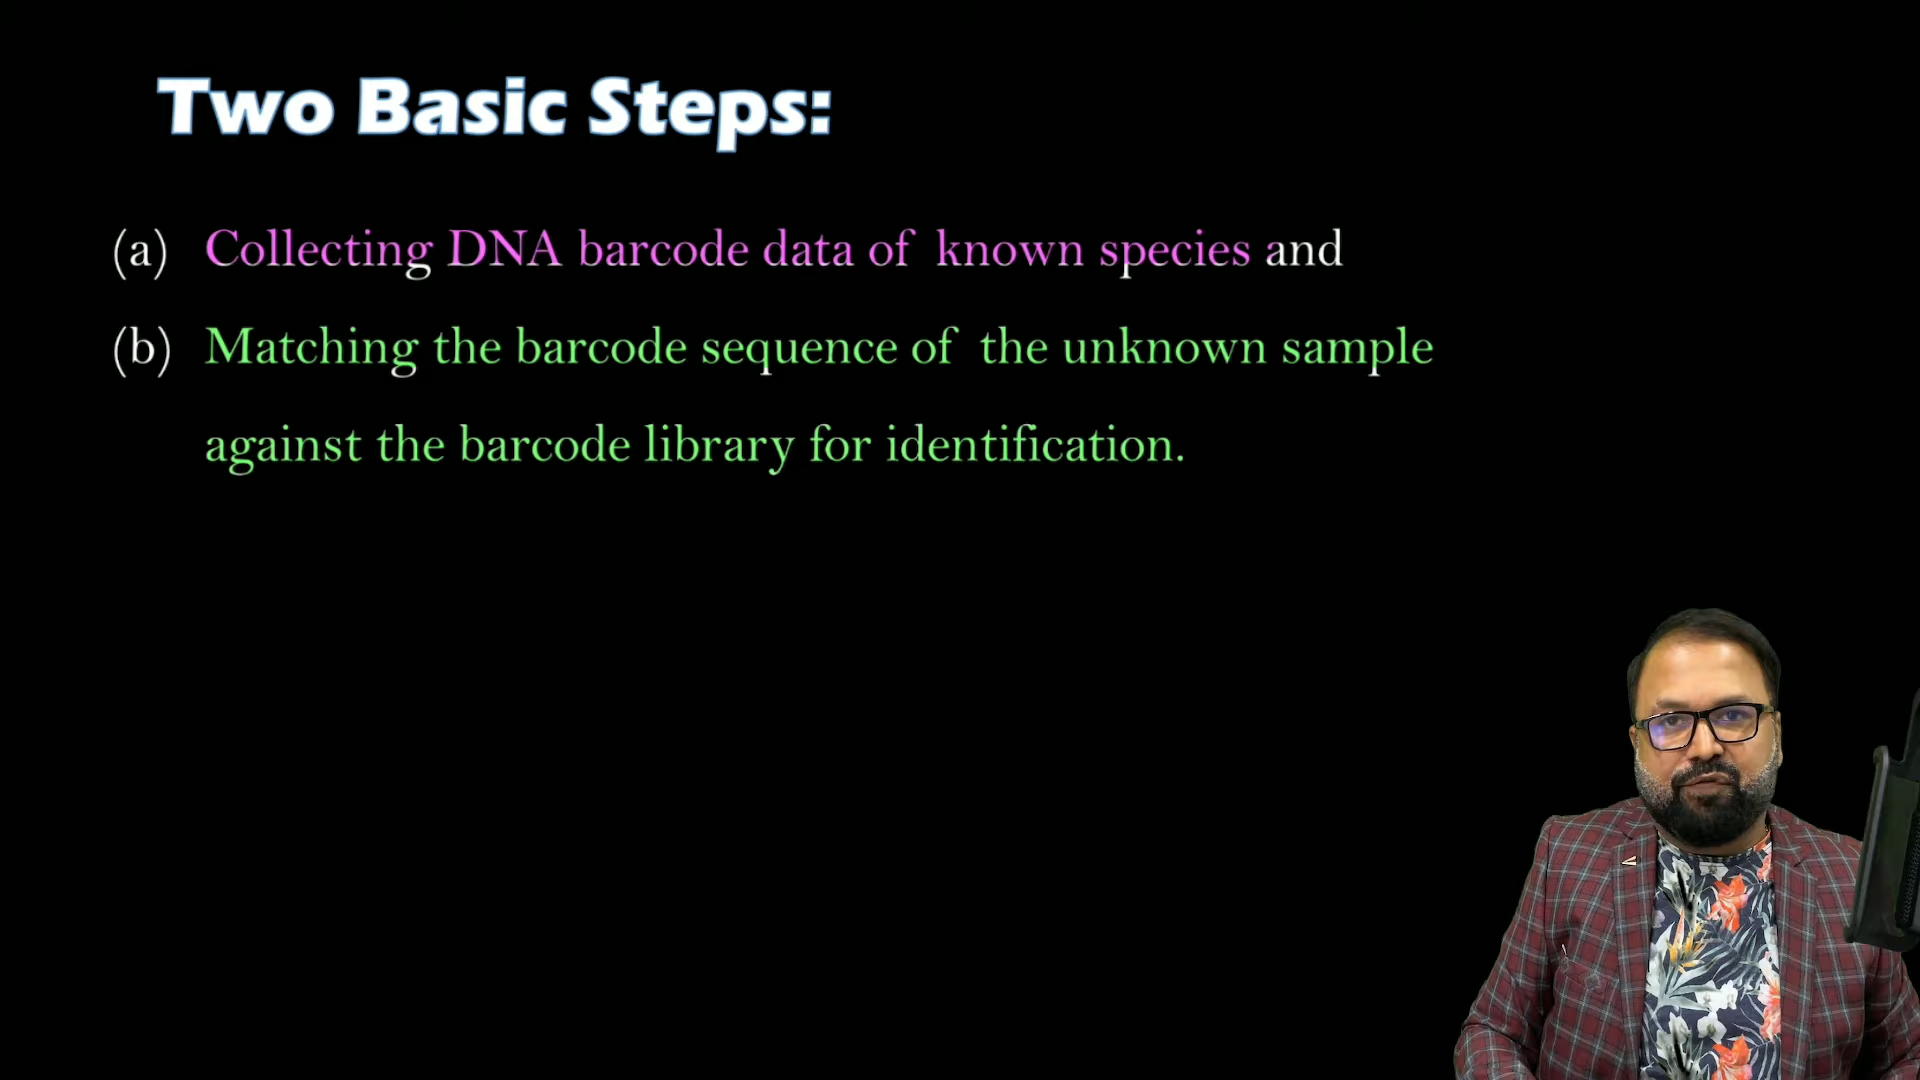 Two Basic Steps:
(a) Collecting DNA barcode data of known species and
(b) Matching the barcode sequence of the unknown sample
against the barcode library for identification.